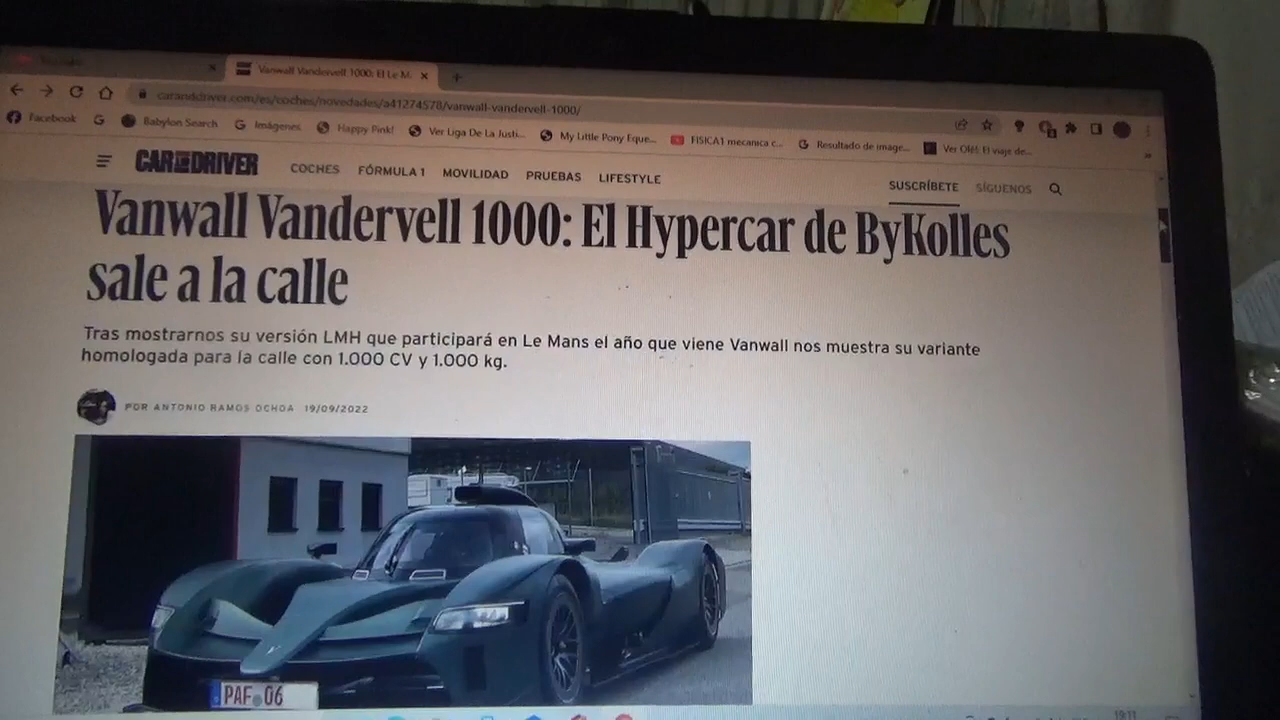 Vanwall Vandervell 1000: El Le M.
caranddriver.com/es/coches/novedades/a41274578/vanwall-vandervell-1000/
Facebook Babylon Search Imágenes Happy Pink! Ver Liga De La Justi... My Little Pony Eque... FISICA1 mecanica c... Resultado de image... Ver Olé!: El viaje de...
CAR AND DRIVER COCHES FÓRMULA 1 MOVILIDAD PRUEBAS LIFESTYLE SUSCRÍBETE SÍGUENOS
Vanwall Vandervell 1000: El Hypercar de ByKolles
sale a la calle
Tras mostrarnos su versión LMH que participará en Le Mans el año que viene Vanwall nos muestra su variante
homologada para la calle con 1.000 CV y 1.000 kg.
POR ANTONIO RAMOS OCHOA 19/09/2022
PAF 06